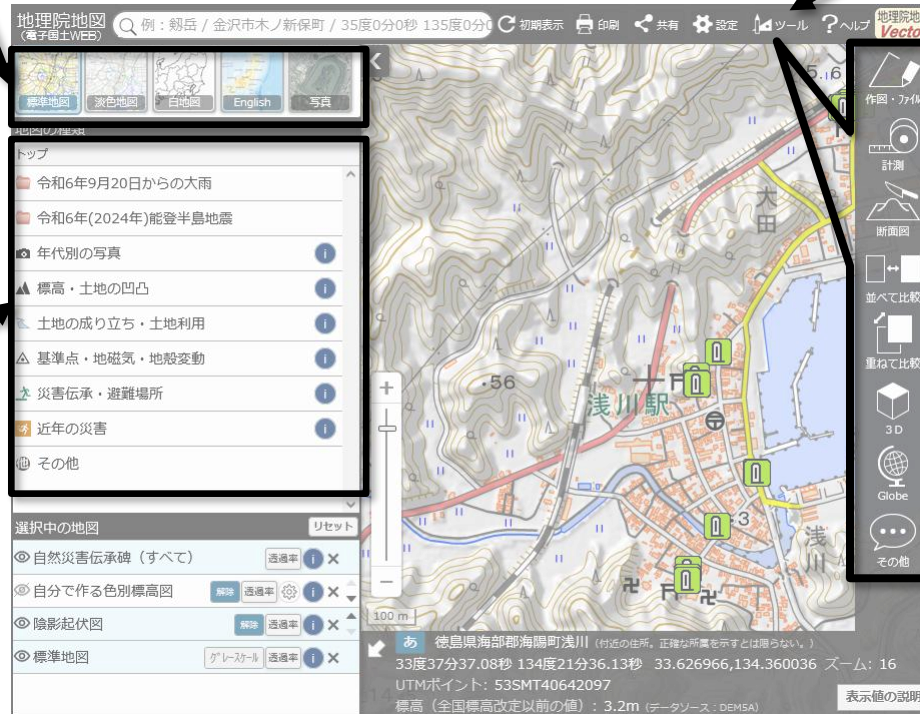 地理院地図
(電子国土WEB)
例：剱岳 / 金沢市木ノ新保町 / 35度0分0秒 135度0分0
初期表示
印刷
共有
設定
ツール
ヘルプ
地理院地
Vecto
標準地図
淡色地図
白地図
English
写真
地図の種類
トップ
令和6年9月20日からの大雨
令和6年(2024年)能登半島地震
年代別の写真
標高・土地の凹凸
土地の成り立ち・土地利用
基準点・地磁気・地殻変動
災害伝承・避難場所
近年の災害
その他
選択中の地図 リセット
自然災害伝承碑（すべて） 透過率
自分で作る色別標高図 解除 透過率
陰影起伏図 解除 透過率
標準地図 グレースケール 透過率
5.6
大田
・56
浅川駅
浅川
100 m
作図・ファイル
計測
断面図
並べて比較
重ねて比較
3D
Globe
その他
あ 徳島県海部郡海陽町浅川 (付近の住所。正確な所属を示すとは限らない。)
33度37分37.08秒 134度21分36.13秒 33.626966,134.360036 ズーム: 16
UTMポイント: 53SMT40642097
標高（全国標高改定以前の値）: 3.2m (データソース：DEM5A)
表示値の説明